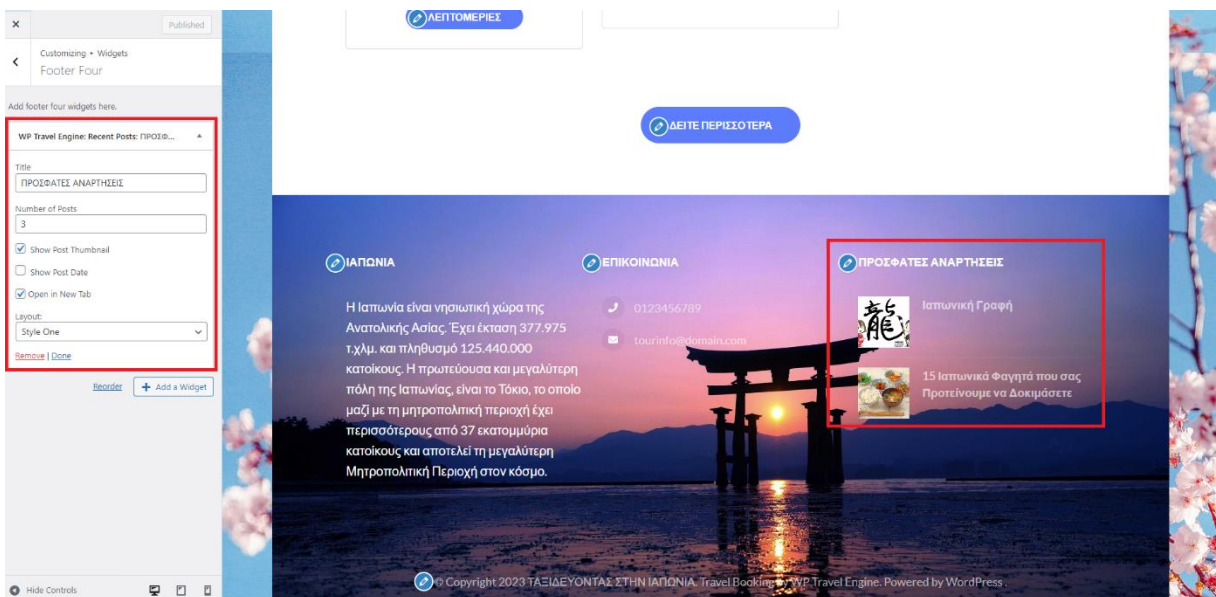 Published
Customizing ▸ Widgets
Footer Four
Add footer four widgets here.
WP Travel Engine: Recent Posts: ΠΡΟΣΦ...
Title
ΠΡΟΣΦΑΤΕΣ ΑΝΑΡΤΗΣΕΙΣ
Number of Posts
3
Show Post Thumbnail
Show Post Date
Open in New Tab
Layout:
Style One
Remove | Done
Reorder
Add a Widget
Hide Controls
ΛΕΠΤΟΜΕΡΙΕΣ
ΔΕΙΤΕ ΠΕΡΙΣΣΟΤΕΡΑ
ΙΑΠΩΝΙΑ
Η Ιαπωνία είναι νησιωτική χώρα της
Ανατολικής Ασίας. Έχει έκταση 377.975
τ.χλμ. και πληθυσμό 125.440.000
κατοίκους. Η πρωτεύουσα και μεγαλύτερη
πόλη της Ιαπωνίας, είναι το Τόκιο, το οποίο
μαζί με τη μητροπολιτική περιοχή έχει
περισσότερους από 37 εκατομμύρια
κατοίκους και αποτελεί τη μεγαλύτερη
Μητροπολιτική Περιοχή στον κόσμο.
ΕΠΙΚΟΙΝΩΝΙΑ
0123456789
tourinfo@domain.com
ΠΡΟΣΦΑΤΕΣ ΑΝΑΡΤΗΣΕΙΣ
龍
Ιαπωνική Γραφή
15 Ιαπωνικά Φαγητά που σας
Προτείνουμε να Δοκιμάσετε
© Copyright 2023 ΤΑΞΙΔΕΥΟΝΤΑΣ ΣΤΗΝ ΙΑΠΩΝΙΑ. Travel Booking by WP Travel Engine. Powered by WordPress .